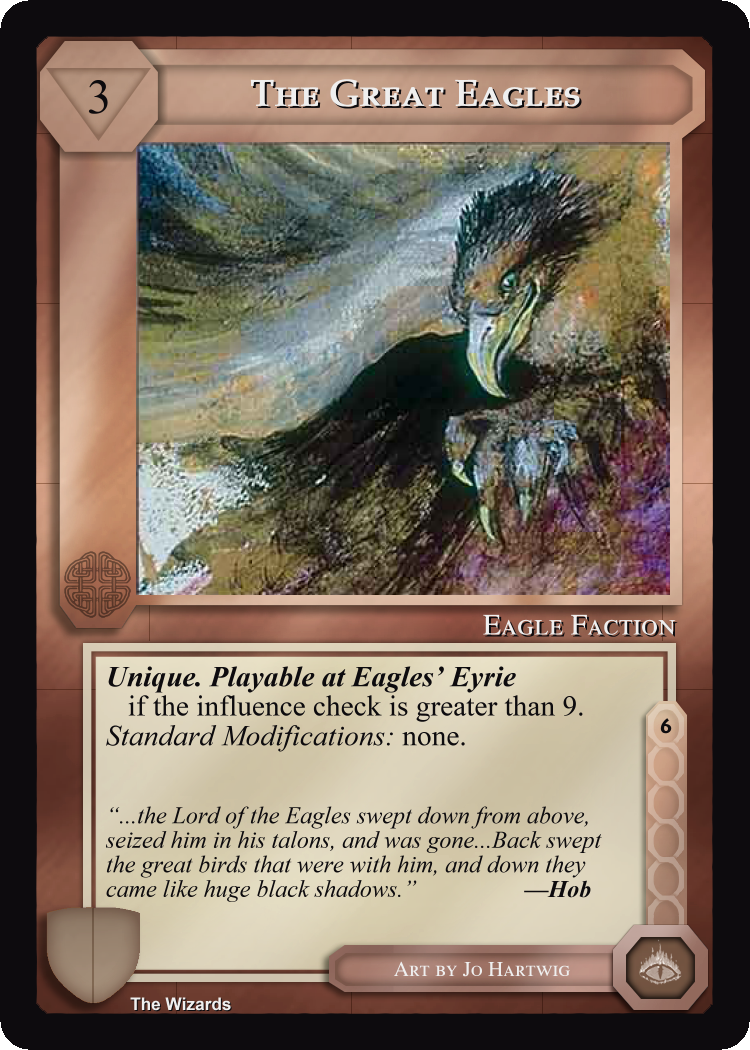 3
The Great Eagles
Eagle Faction
Unique. Playable at Eagles’ Eyrie
if the influence check is greater than 9.
Standard Modifications: none.
6
“...the Lord of the Eagles swept down from above,
seized him in his talons, and was gone...Back swept
the great birds that were with him, and down they
came like huge black shadows.” —Hob
Art by Jo Hartwig
The Wizards